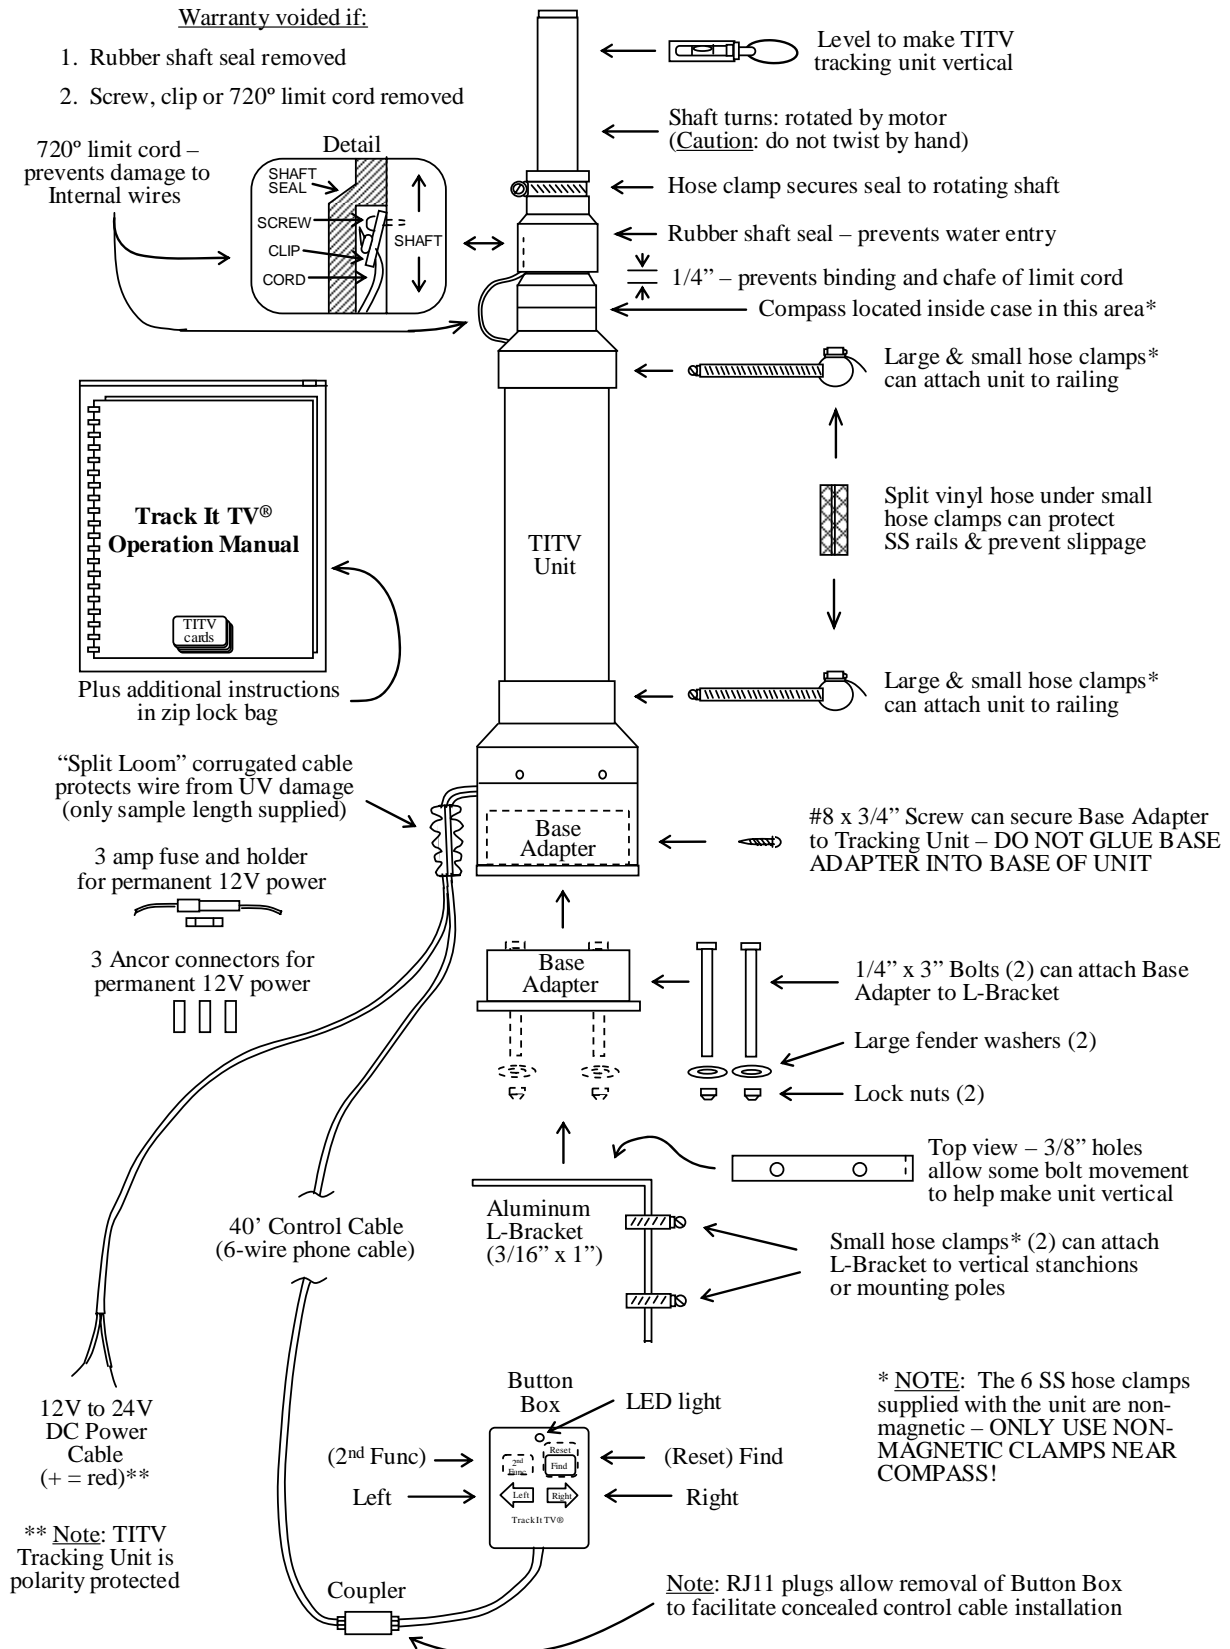 Warranty voided if:
1. Rubber shaft seal removed
2. Screw, clip or 720º limit cord removed
720º limit cord –
prevents damage to
Internal wires
Detail
SHAFT
SEAL
SCREW
CLIP
CORD
SHAFT
Level to make TITV
tracking unit vertical
Shaft turns: rotated by motor
(Caution: do not twist by hand)
Hose clamp secures seal to rotating shaft
Rubber shaft seal – prevents water entry
1/4” – prevents binding and chafe of limit cord
Compass located inside case in this area*
Large & small hose clamps*
can attach unit to railing
Split vinyl hose under small
hose clamps can protect
SS rails & prevent slippage
Large & small hose clamps*
can attach unit to railing
Track It TV®
Operation Manual
TITV
cards
Plus additional instructions
in zip lock bag
TITV
Unit
“Split Loom” corrugated cable
protects wire from UV damage
(only sample length supplied)
3 amp fuse and holder
for permanent 12V power
3 Ancor connectors for
permanent 12V power
Base
Adapter
#8 x 3/4” Screw can secure Base Adapter
to Tracking Unit – DO NOT GLUE BASE
ADAPTER INTO BASE OF UNIT
Base
Adapter
1/4” x 3” Bolts (2) can attach Base
Adapter to L-Bracket
Large fender washers (2)
Lock nuts (2)
Top view – 3/8” holes
allow some bolt movement
to help make unit vertical
Aluminum
L-Bracket
(3/16” x 1”)
Small hose clamps* (2) can attach
L-Bracket to vertical stanchions
or mounting poles
40’ Control Cable
(6-wire phone cable)
12V to 24V
DC Power
Cable
(+ = red)**
** Note: TITV
Tracking Unit is
polarity protected
Button
Box
LED light
(2nd Func)
(Reset) Find
Left
Right
Reset
2nd
Func
Find
Left
Right
TrackIt TV®
* NOTE: The 6 SS hose clamps
supplied with the unit are non-
magnetic – ONLY USE NON-
MAGNETIC CLAMPS NEAR
COMPASS!
Coupler
Note: RJ11 plugs allow removal of Button Box
to facilitate concealed control cable installation